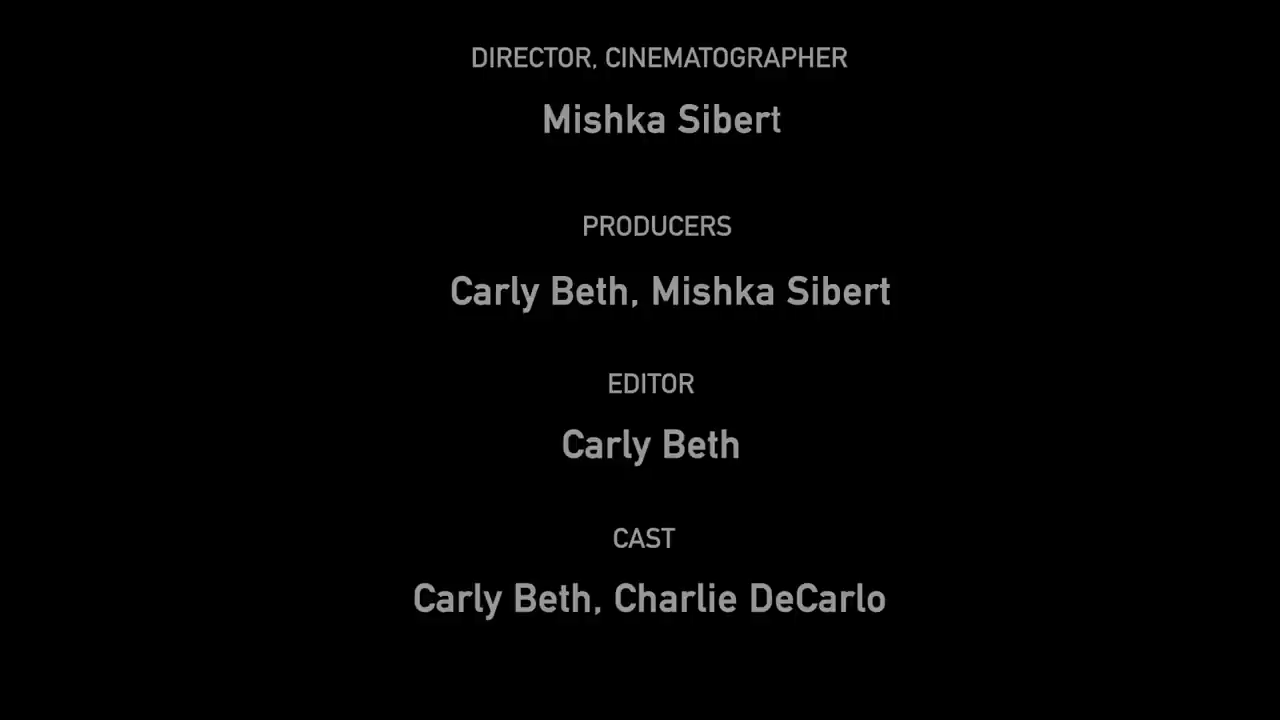 DIRECTOR, CINEMATOGRAPHER
Mishka Sibert
PRODUCERS
Carly Beth, Mishka Sibert
EDITOR
Carly Beth
CAST
Carly Beth, Charlie DeCarlo